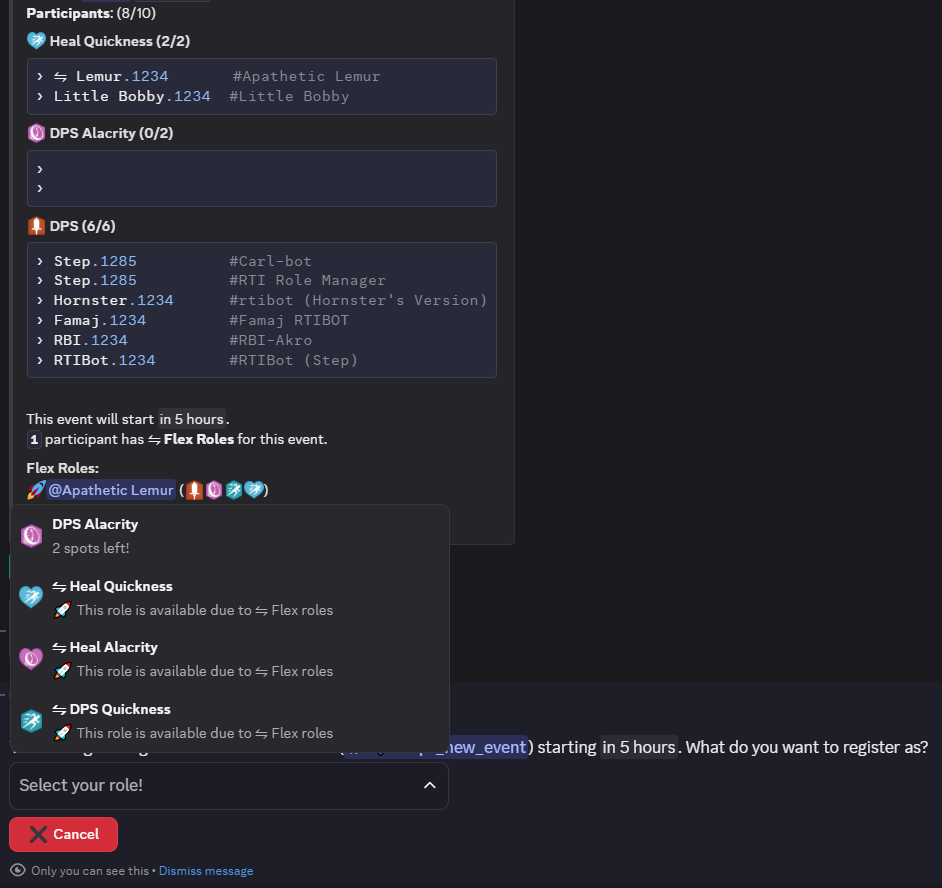 Participants: (8/10)
Heal Quickness (2/2)
› ⇋ Lemur.1234 #Apathetic Lemur
› Little Bobby.1234 #Little Bobby
DPS Alacrity (0/2)
›
›
DPS (6/6)
› Step.1285 #Carl-bot
› Step.1285 #RTI Role Manager
› Hornster.1234 #rtibot (Hornster's Version)
› Famaj.1234 #Famaj RTIBOT
› RBI.1234 #RBI-Akro
› RTIBot.1234 #RTIBot (Step)
This event will start in 5 hours.
1 participant has ⇋ Flex Roles for this event.
Flex Roles:
@Apathetic Lemur ()
DPS Alacrity
2 spots left!
⇋ Heal Quickness
This role is available due to ⇋ Flex roles
⇋ Heal Alacrity
This role is available due to ⇋ Flex roles
⇋ DPS Quickness
This role is available due to ⇋ Flex roles
_new_event) starting in 5 hours. What do you want to register as?
Select your role!
Cancel
Only you can see this • Dismiss message